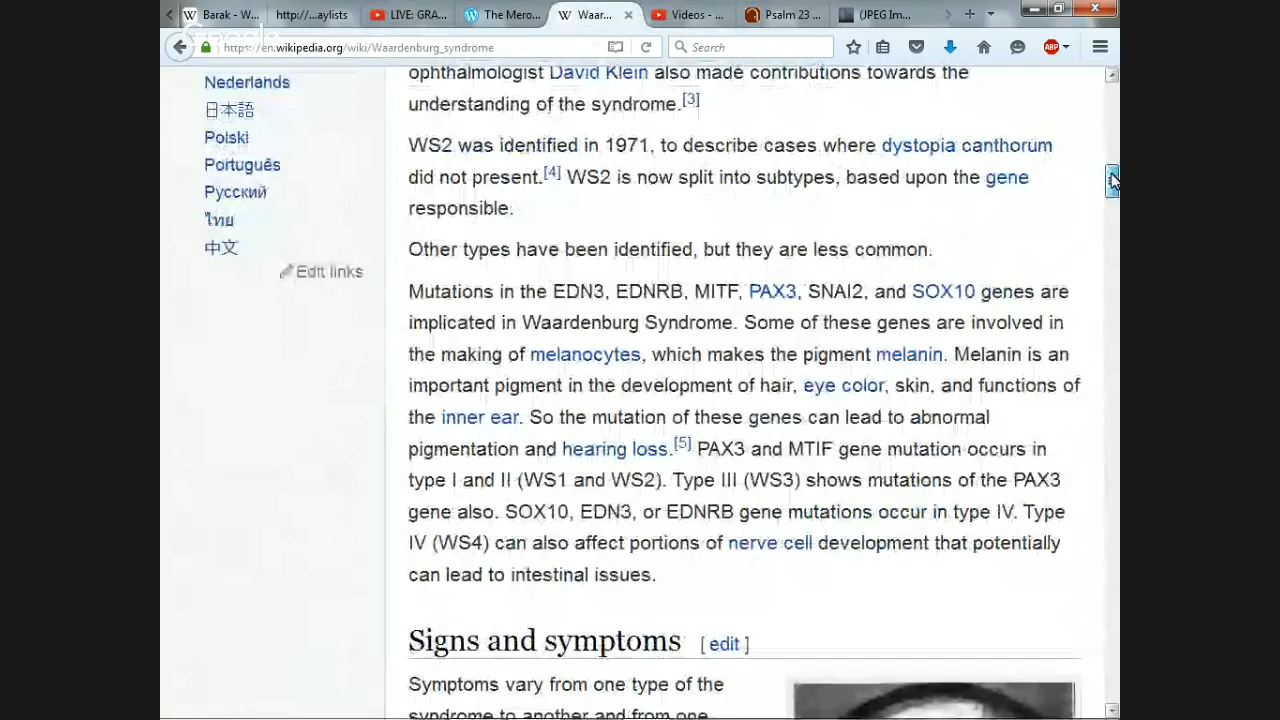 Barak - W...
http://...aylists
LIVE: GRA...
The Mero...
Waar...
Videos - ...
Psalm 23 ...
(JPEG Im...
https://en.wikipedia.org/wiki/Waardenburg_syndrome
Search
ABP
Nederlands
日本語
Polski
Português
Русский
ไทย
中文
Edit links
ophthalmologist David Klein also made contributions towards the
understanding of the syndrome.[3]
WS2 was identified in 1971, to describe cases where dystopia canthorum
did not present.[4] WS2 is now split into subtypes, based upon the gene
responsible.
Other types have been identified, but they are less common.
Mutations in the EDN3, EDNRB, MITF, PAX3, SNAI2, and SOX10 genes are
implicated in Waardenburg Syndrome. Some of these genes are involved in
the making of melanocytes, which makes the pigment melanin. Melanin is an
important pigment in the development of hair, eye color, skin, and functions of
the inner ear. So the mutation of these genes can lead to abnormal
pigmentation and hearing loss.[5] PAX3 and MTIF gene mutation occurs in
type I and II (WS1 and WS2). Type III (WS3) shows mutations of the PAX3
gene also. SOX10, EDN3, or EDNRB gene mutations occur in type IV. Type
IV (WS4) can also affect portions of nerve cell development that potentially
can lead to intestinal issues.
Signs and symptoms [ edit ]
Symptoms vary from one type of the
syndrome to another and from one